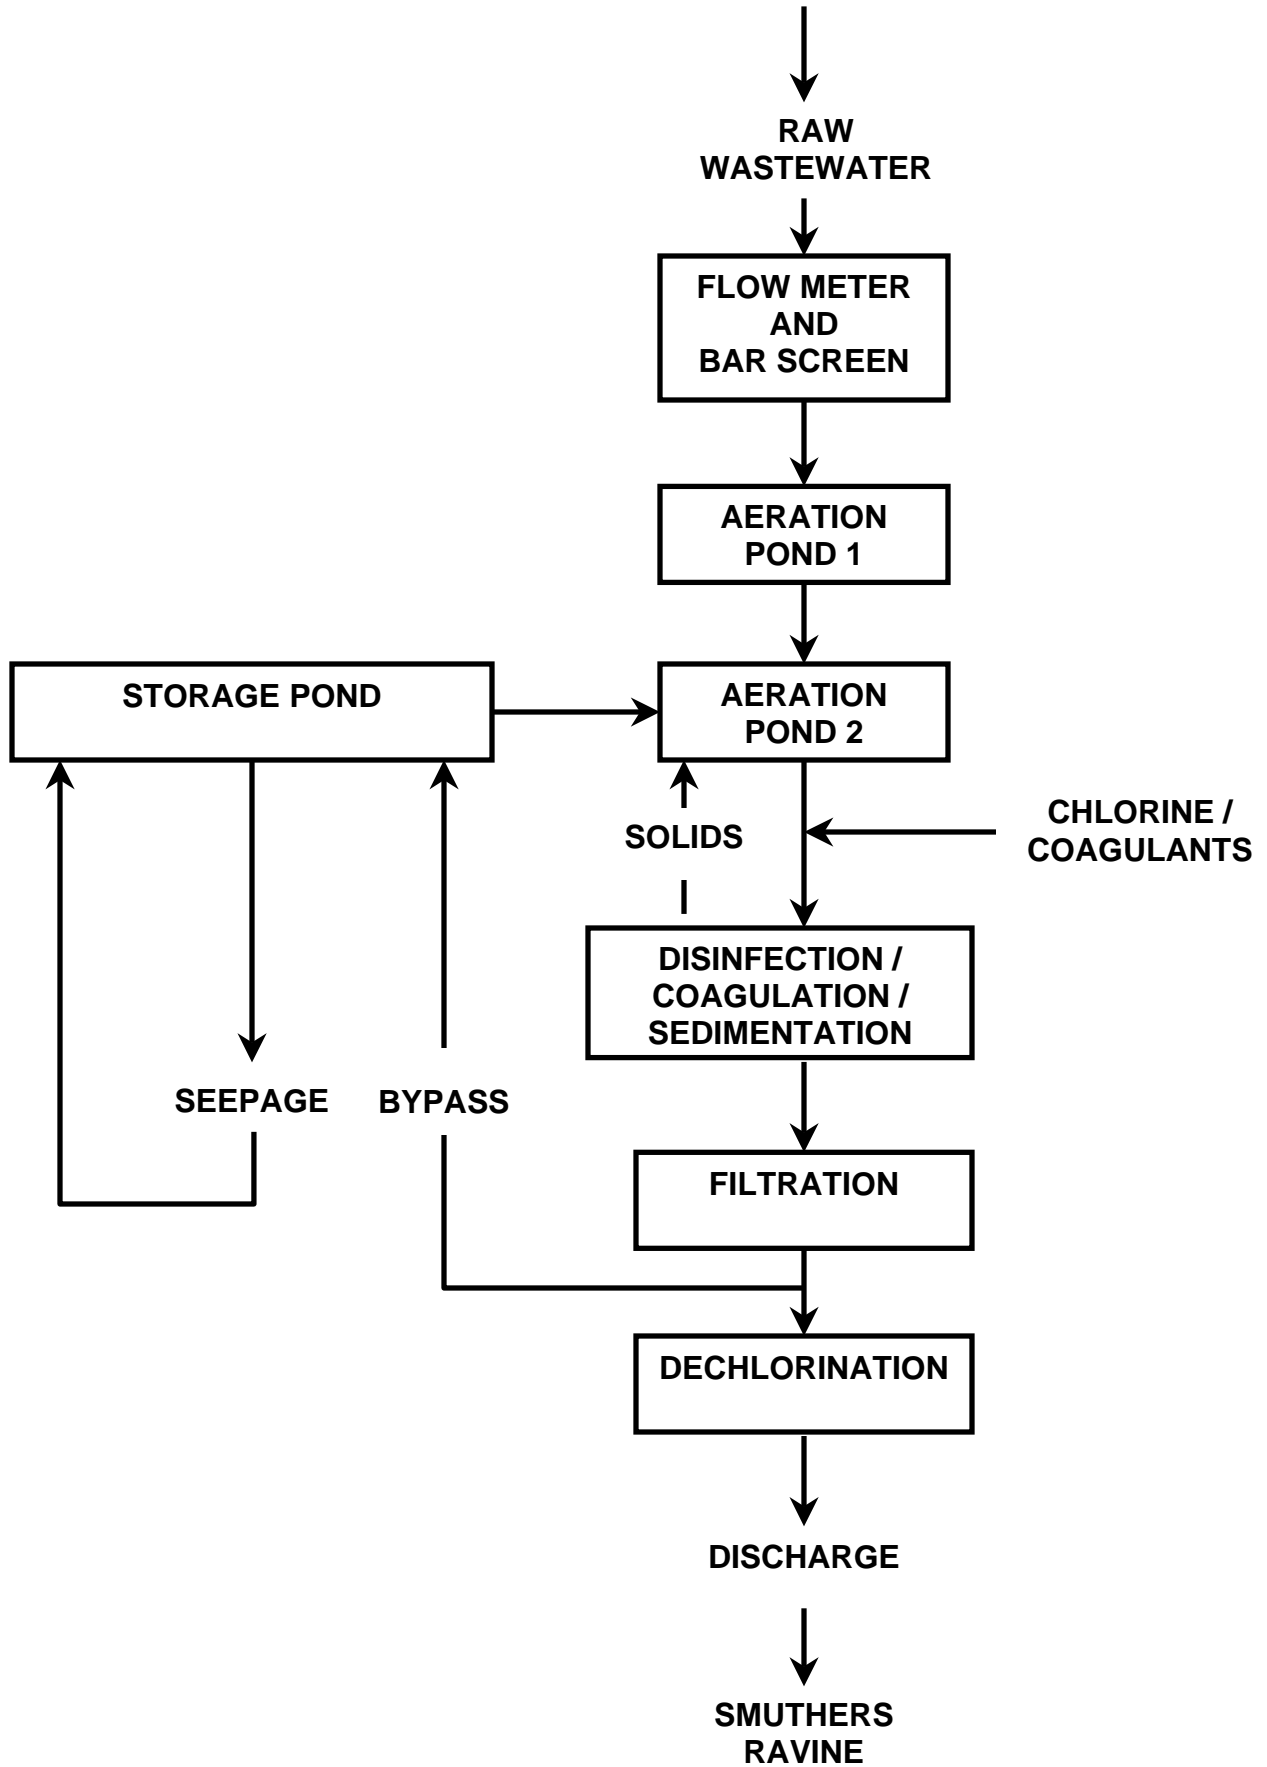 RAW
WASTEWATER
FLOW METER
AND
BAR SCREEN
AERATION
POND 1
STORAGE POND
AERATION
POND 2
SOLIDS
CHLORINE /
COAGULANTS
DISINFECTION /
COAGULATION /
SEDIMENTATION
SEEPAGE
BYPASS
FILTRATION
DECHLORINATION
DISCHARGE
SMUTHERS
RAVINE